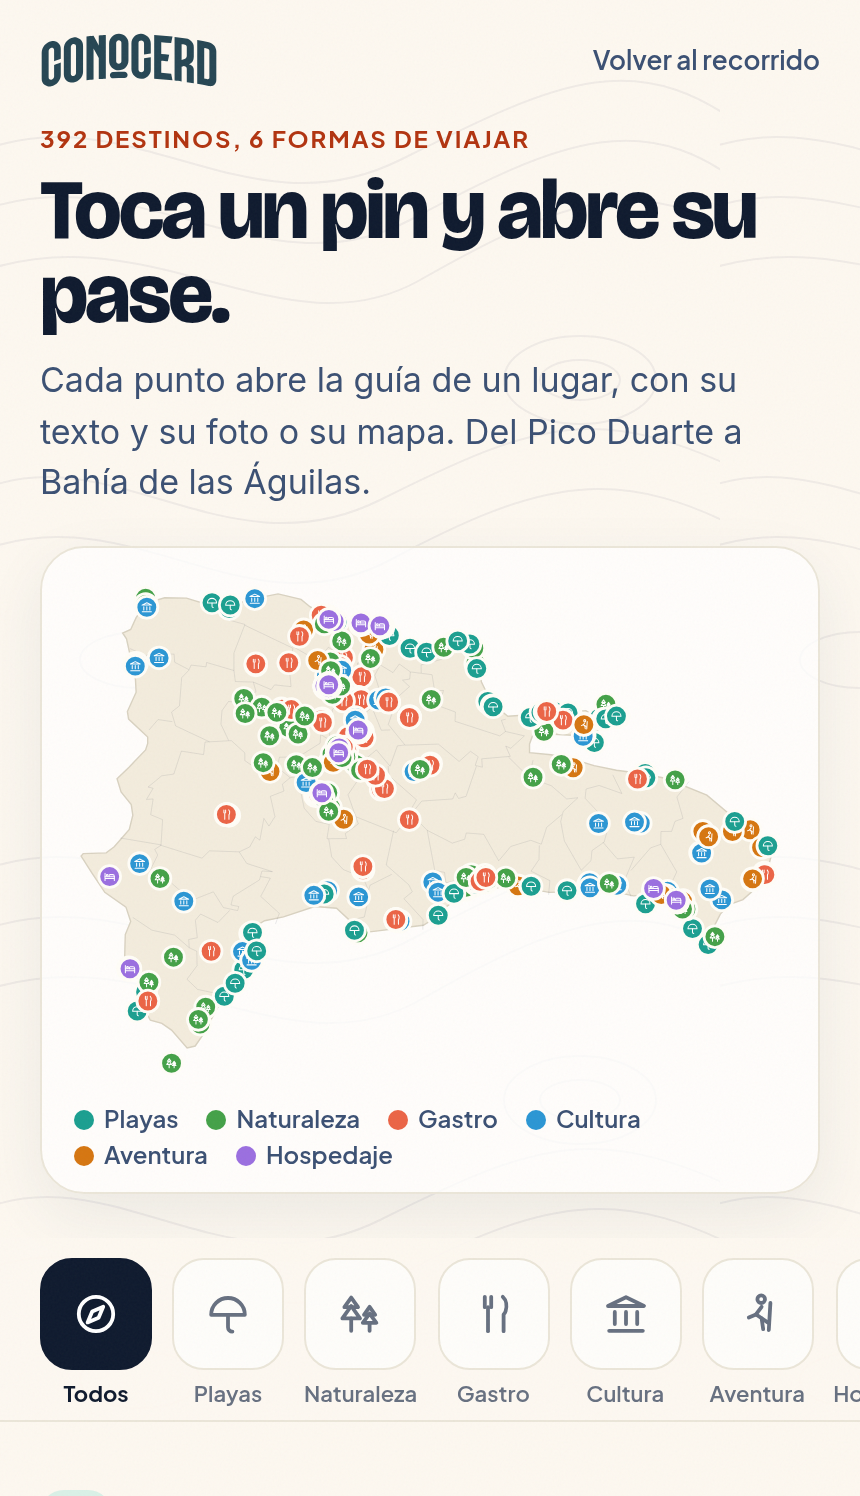 CONOCERD
Volver al recorrido
392 DESTINOS, 6 FORMAS DE VIAJAR
Toca un pin y abre su
pase.
Cada punto abre la guía de un lugar, con su
texto y su foto o su mapa. Del Pico Duarte a
Bahía de las Águilas.
Playas Naturaleza Gastro Cultura
Aventura Hospedaje
Todos Playas Naturaleza Gastro Cultura Aventura Ho